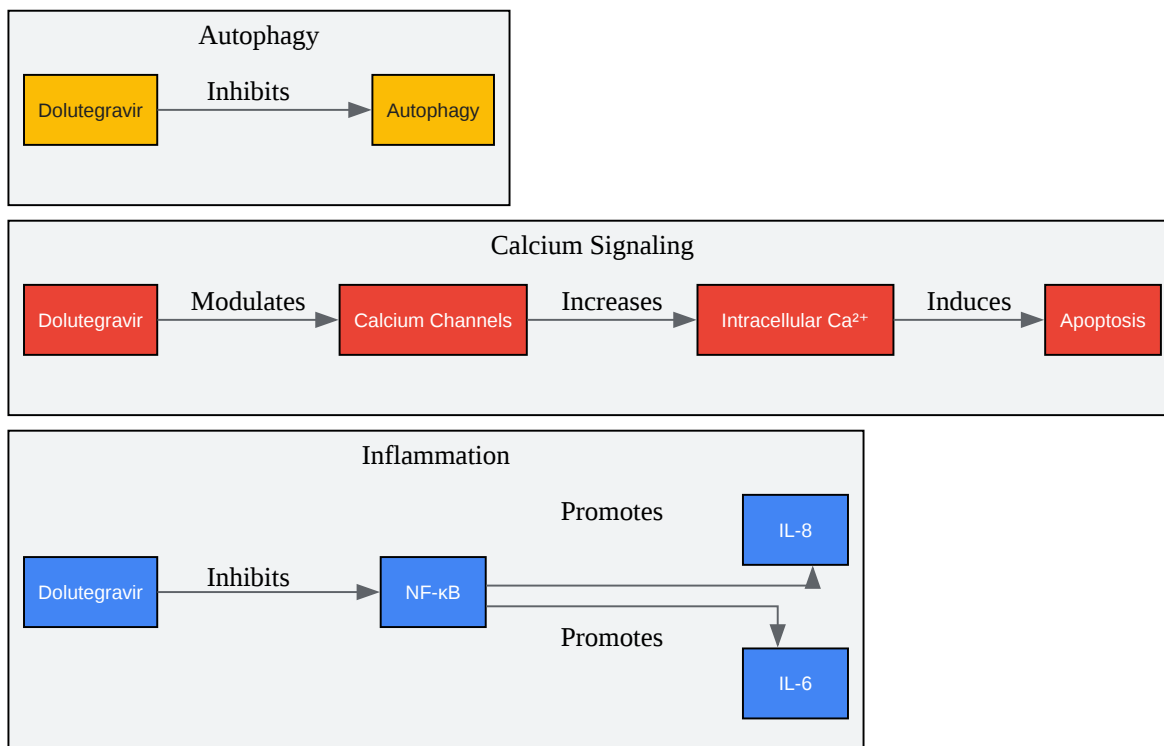 Autophagy
Dolutegravir
Inhibits
Autophagy
Calcium Signaling
Dolutegravir
Modulates
Calcium Channels
Increases
Intracellular Ca²⁺
Induces
Apoptosis
Inflammation
Dolutegravir
Inhibits
NF-κB
Promotes
IL-8
Promotes
IL-6